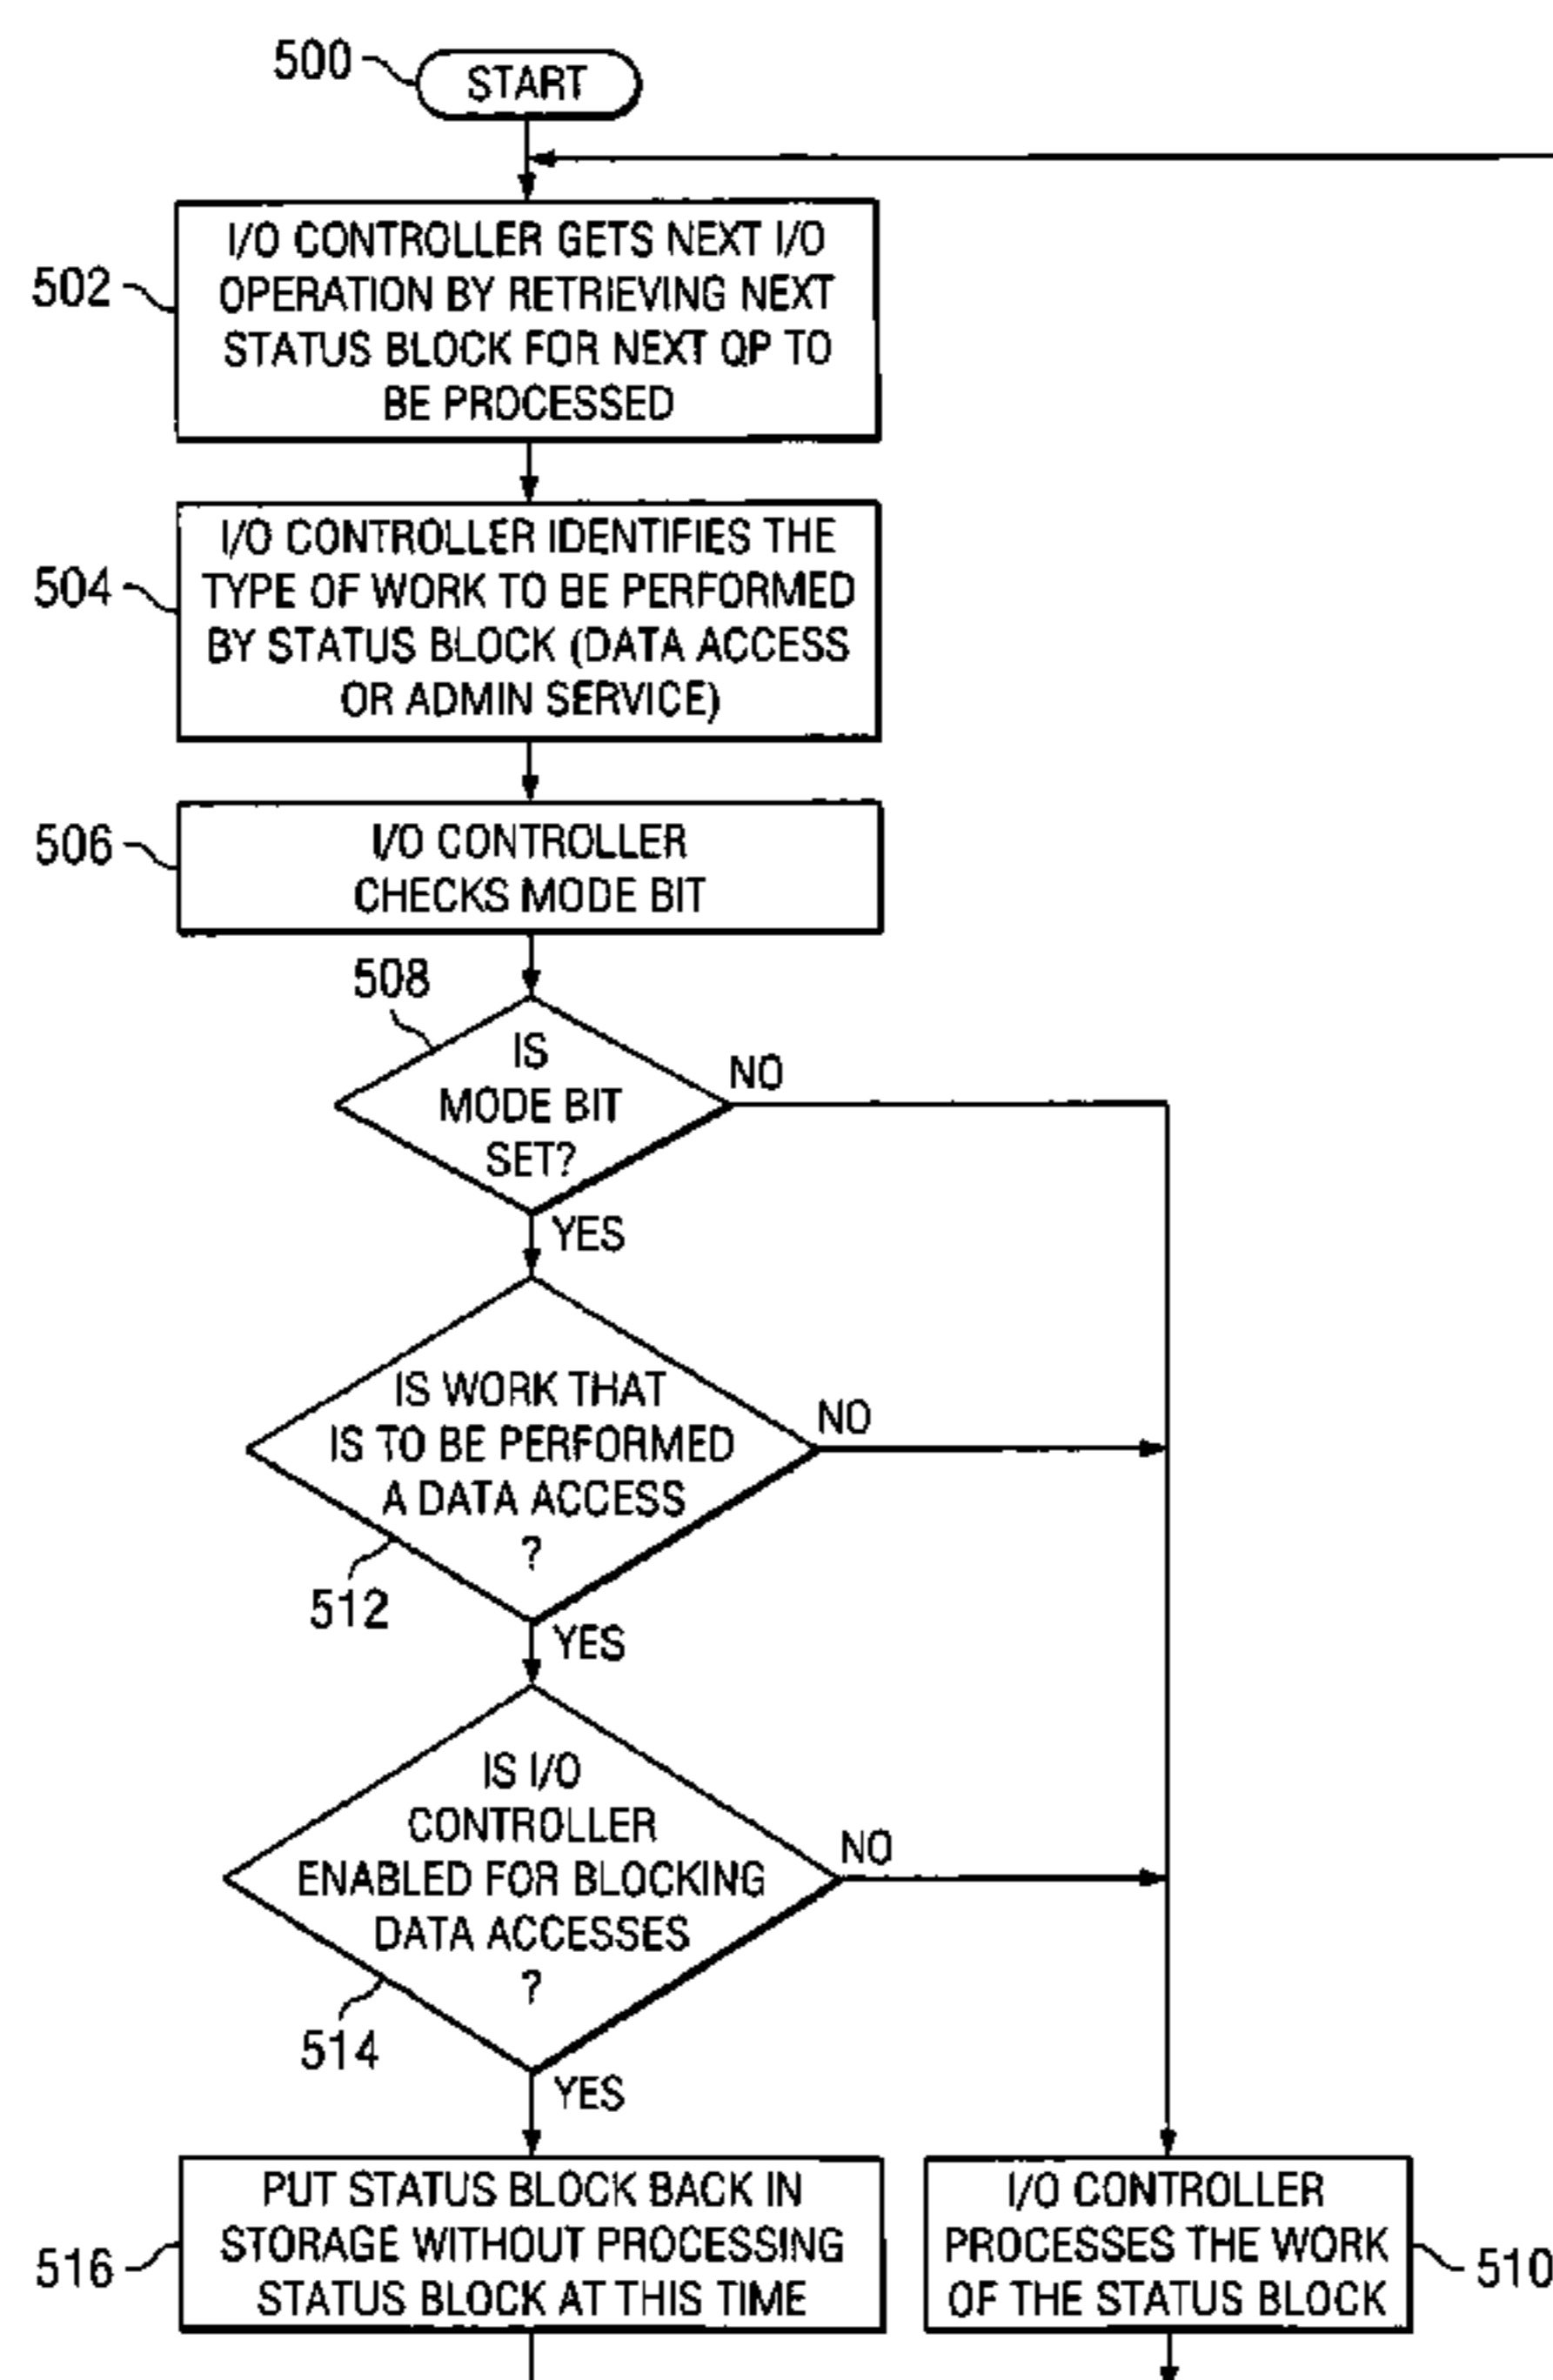 500
START
502
I/O CONTROLLER GETS NEXT I/O
OPERATION BY RETRIEVING NEXT
STATUS BLOCK FOR NEXT QP TO
BE PROCESSED
504
I/O CONTROLLER IDENTIFIES THE
TYPE OF WORK TO BE PERFORMED
BY STATUS BLOCK (DATA ACCESS
OR ADMIN SERVICE)
506
I/O CONTROLLER
CHECKS MODE BIT
508
IS
MODE BIT
SET?
NO
YES
IS WORK THAT
IS TO BE PERFORMED
A DATA ACCESS
?
NO
512
YES
IS I/O
CONTROLLER
ENABLED FOR BLOCKING
DATA ACCESSES
?
NO
514
YES
516
PUT STATUS BLOCK BACK IN
STORAGE WITHOUT PROCESSING
STATUS BLOCK AT THIS TIME
I/O CONTROLLER
PROCESSES THE WORK
OF THE STATUS BLOCK
510